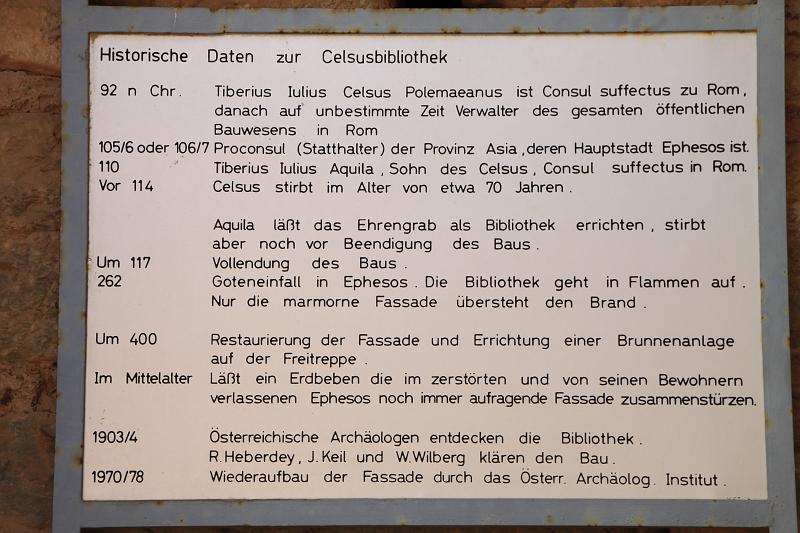 Historische Daten zur Celsusbibliothek
92 n Chr. Tiberius Iulius Celsus Polemaeanus ist Consul suffectus zu Rom,
danach auf unbestimmte Zeit Verwalter des gesamten öffentlichen
Bauwesens in Rom
105/6 oder 106/7 Proconsul (Statthalter) der Provinz Asia, deren Hauptstadt Ephesos ist.
110 Tiberius Iulius Aquila, Sohn des Celsus, Consul suffectus in Rom.
Vor 114 Celsus stirbt im Alter von etwa 70 Jahren.
Aquila läßt das Ehrengrab als Bibliothek errichten, stirbt
aber noch vor Beendigung des Baus.
Um 117 Vollendung des Baus.
262 Goteneinfall in Ephesos. Die Bibliothek geht in Flammen auf.
Nur die marmorne Fassade übersteht den Brand.
Um 400 Restaurierung der Fassade und Errichtung einer Brunnenanlage
auf der Freitreppe.
Im Mittelalter Läßt ein Erdbeben die im zerstörten und von seinen Bewohnern
verlassenen Ephesos noch immer aufragende Fassade zusammenstürzen.
1903/4 Österreichische Archäologen entdecken die Bibliothek.
R. Heberdey, J. Keil und W. Wilberg klären den Bau.
1970/78 Wiederaufbau der Fassade durch das Österr. Archäolog. Institut.